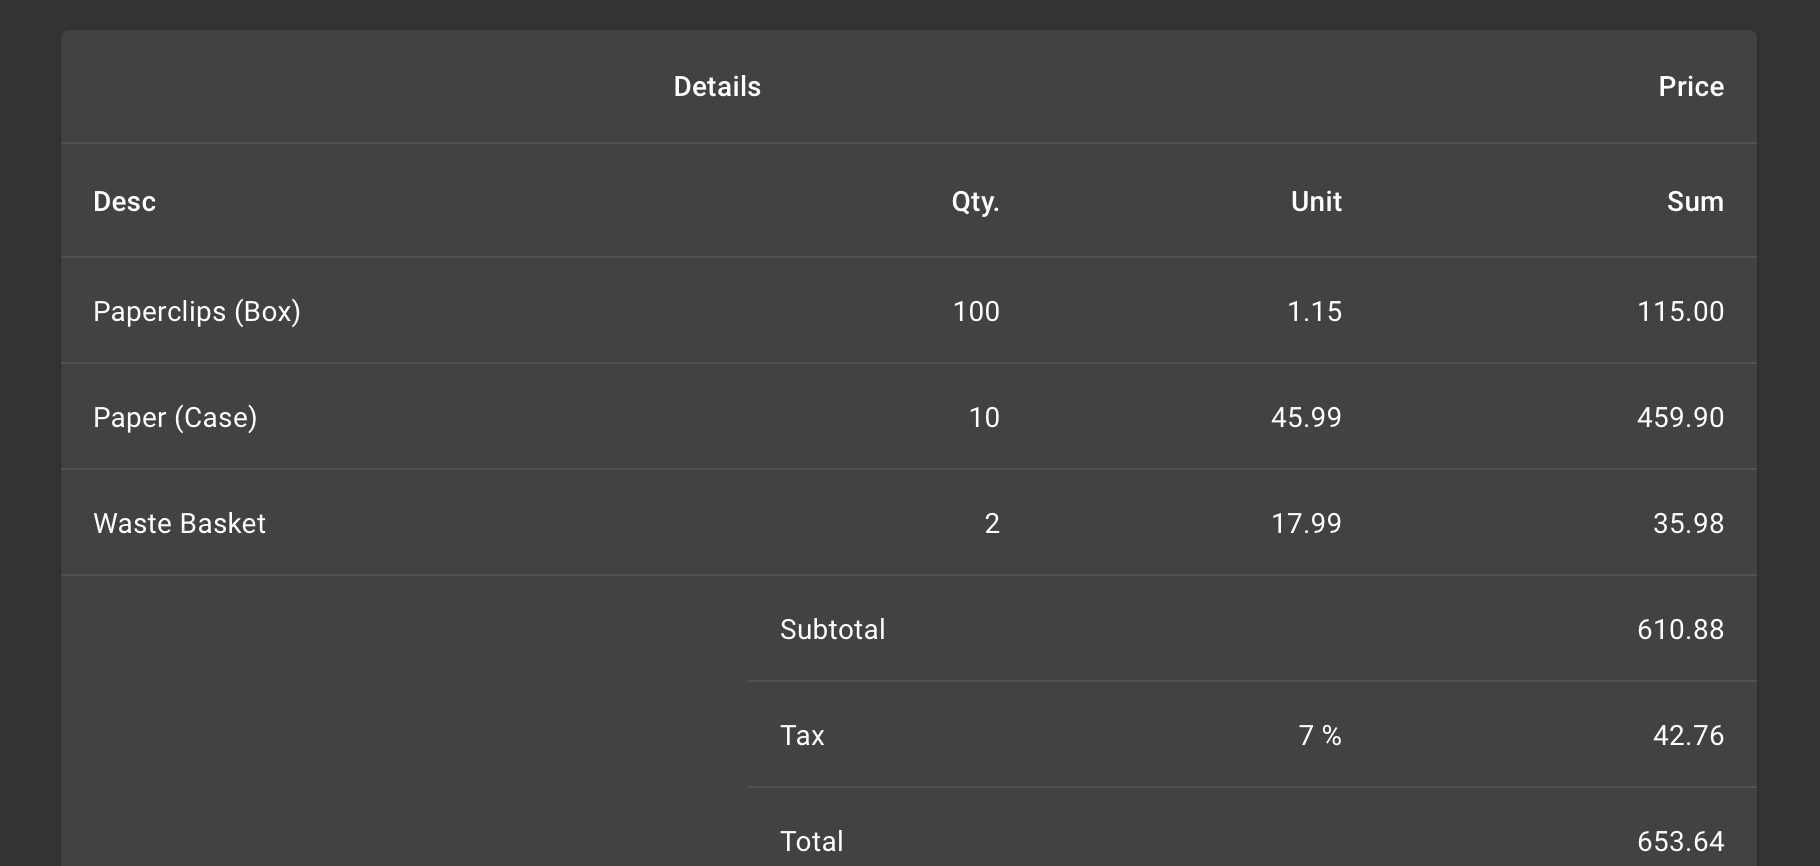 Details Price
Desc Qty. Unit Sum
Paperclips (Box) 100 1.15 115.00
Paper (Case) 10 45.99 459.90
Waste Basket 2 17.99 35.98
Subtotal 610.88
Tax 7 % 42.76
Total 653.64